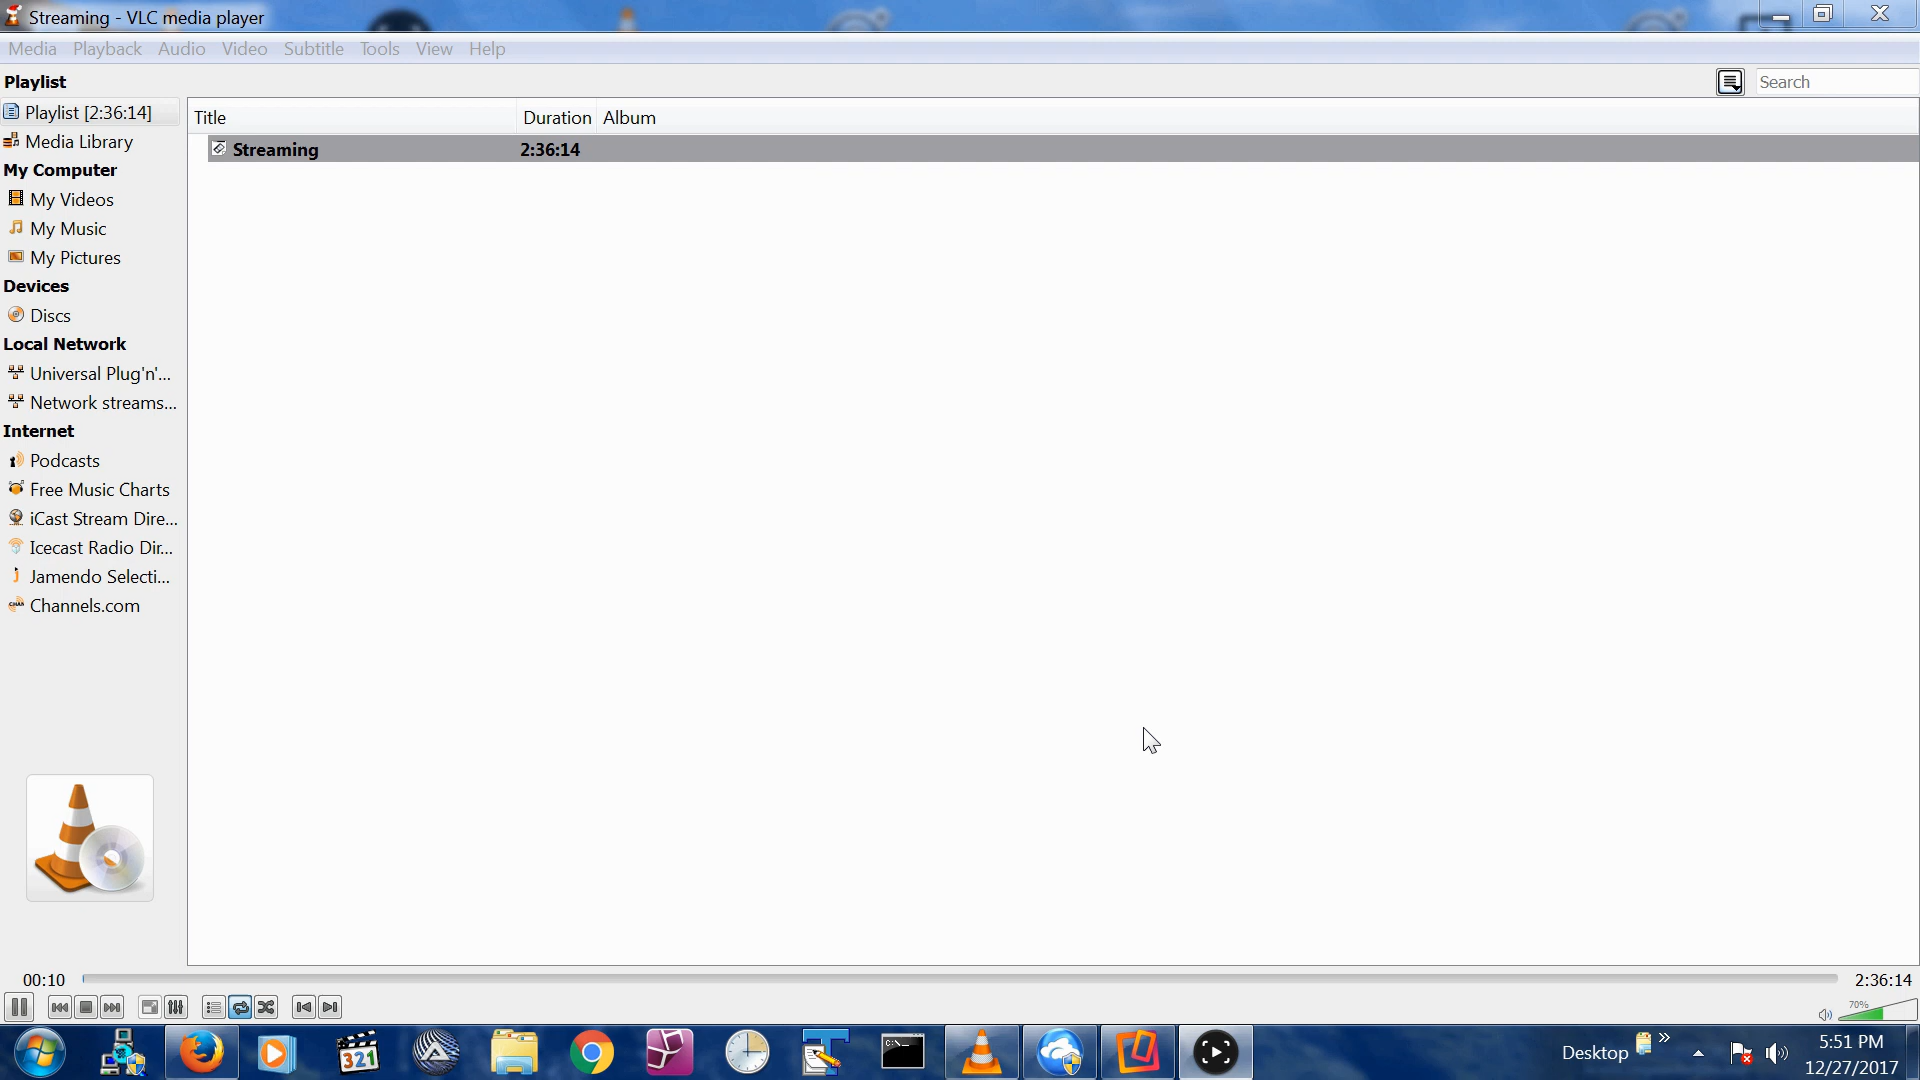 Streaming - VLC media player
Media Playback Audio Video Subtitle Tools View Help
Playlist
Search
Playlist [2:36:14]
Title Duration Album
Media Library
Streaming 2:36:14
My Computer
My Videos
My Music
My Pictures
Devices
Discs
Local Network
Universal Plug'n'...
Network streams...
Internet
Podcasts
Free Music Charts
iCast Stream Dire...
Icecast Radio Dir...
Jamendo Selecti...
Channels.com
00:10 2:36:14
70%
321
C:\_
Desktop
5:51 PM
12/27/2017